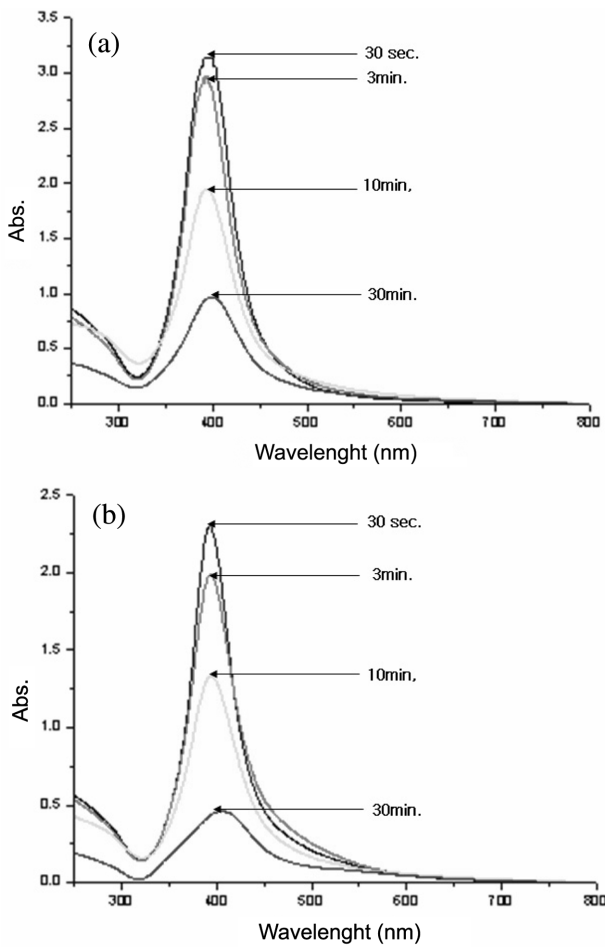 (a)
3.5
3.0
2.5
2.0
1.5
1.0
0.5
0.0
Abs.
30 sec.
3min.
10min,
30min.
300 400 500 600 700 800
Wavelenght (nm)
(b)
2.5
2.0
1.5
1.0
0.5
0.0
Abs.
30 sec.
3min.
10min,
30min.
300 400 500 600 700 800
Wavelenght (nm)